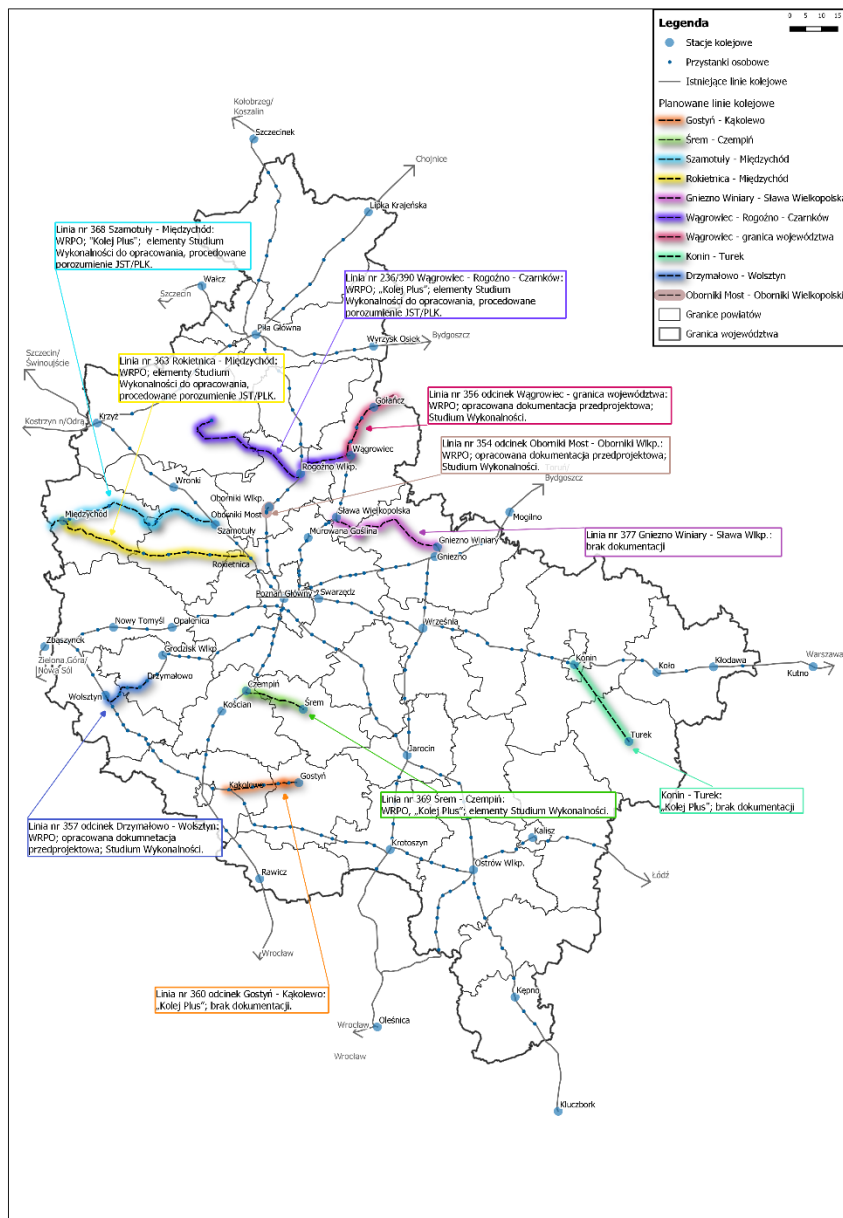 Legenda
0 5 10 15
Stacje kolejowe
Przystanki osobowe
Istniejące linie kolejowe
Planowane linie kolejowe
Gostyń - Kąkolewo
Śrem - Czempiń
Szamotuły - Międzychód
Rokietnica - Międzychód
Gniezno Winiary - Sława Wielkopolska
Wągrowiec - Rogoźno - Czarnków
Wągrowiec - granica województwa
Konin - Turek
Drzymałowo - Wolsztyn
Oborniki Most - Oborniki Wielkopolski
Granice powiatów
Granica województwa
Kołobrzeg/
Koszalin
Szczecinek
Chojnice
Lipka Krajeńska
Linia nr 368 Szamotuły - Międzychód:
WRPO; "Kolej Plus"; elementy Studium
Wykonalności do opracowania, procedowane
porozumienie JST/PLK.
Wałcz
Szczecin
Linia nr 236/390 Wągrowiec - Rogoźno - Czarnków:
WRPO; „Kolej Plus”; elementy Studium
Wykonalności do opracowania, procedowane
porozumienie JST/PLK.
Piła Główna
Wyrzysk Osiek
Bydgoszcz
Szczecin/
Świnoujście
Linia nr 363 Rokietnica - Międzychód:
WRPO; elementy Studium
Wykonalności do opracowania,
procedowane porozumienie JST/PLK.
Kostrzyn n/Odrą
Krzyż
Gołańcz
Linia nr 356 odcinek Wągrowiec - granica województwa:
WRPO; opracowana dokumentacja przedprojektowa;
Studium Wykonalności.
Wągrowiec
Linia nr 354 odcinek Oborniki Most - Oborniki Wlkp.:
WRPO; opracowana dokumentacja przedprojektowa;
Studium Wykonalności.
Rogoźno Wlkp.
Toruń/
Bydgoszcz
Wronki
Oborniki Wlkp.
Oborniki Most
Sława Wielkopolska
Mogilno
Międzychód
Szamotuły
Murowana Goślina
Gniezno Winiary
Gniezno
Linia nr 377 Gniezno Winiary - Sława Wlkp.:
brak dokumentacji
Rokietnica
Poznań Główny
Swarzędz
Nowy Tomyśl
Opalenica
Września
Zbąszynek
Grodzisk Wlkp.
Zielona Góra/
Nowa Sól
Konin
Koło
Kłodawa
Warszawa
Kutno
Drzymałowo
Wolsztyn
Czempiń
Kościan
Śrem
Turek
Jarocin
Kąkolewo
Gostyń
Linia nr 369 Śrem - Czempiń:
WRPO, „Kolej Plus”; elementy Studium Wykonalności.
Konin - Turek:
„Kolej Plus”; brak dokumentacji
Linia nr 357 odcinek Drzymałowo - Wolsztyn:
WRPO; opracowana dokumnetacja
przedprojektowa; Studium Wykonalności.
Kalisz
Krotoszyn
Ostrów Wlkp.
Rawicz
Łódź
Wrocław
Linia nr 360 odcinek Gostyń - Kąkolewo:
„Kolej Plus”; brak dokumentacji.
Kępno
Oleśnica
Wrocław
Wrocław
Kluczbork